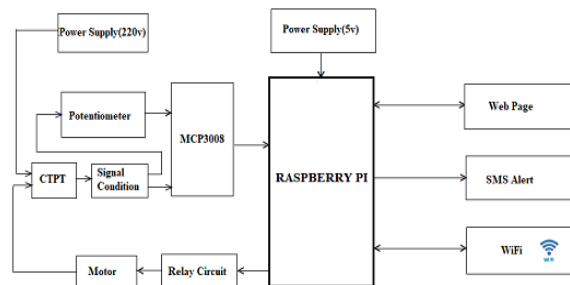 Power Supply(220v)
Power Supply(5v)
Potentiometer
MCP3008
Web Page
CTPT
Signal
Condition
RASPBERRY PI
SMS Alert
WiFi
Motor
Relay Circuit